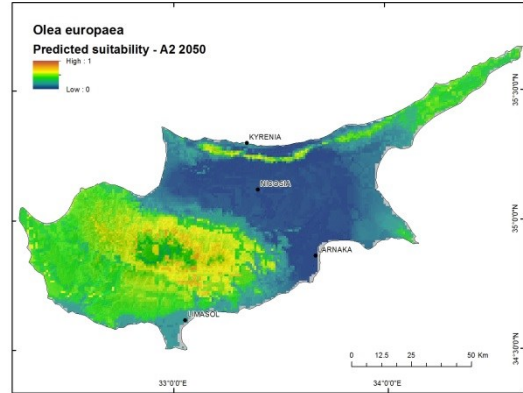 Olea europaea
Predicted suitability - A2 2050
High : 1
Low : 0
KYRENIA
NICOSIA
ARNAKA
LIMASOL
0 12.5 25 50 Km
33°0'0"E
34°0'0"E
35°30'0"N
35°0'0"N
34°30'0"N